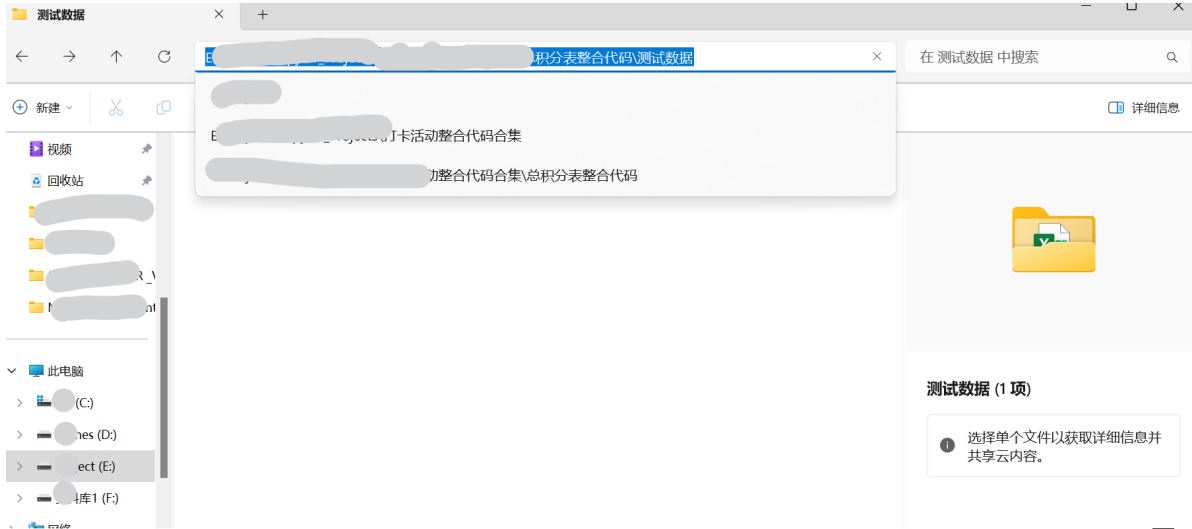 测试数据
积分表整合代码\测试数据
在 测试数据 中搜索
新建
详细信息
打卡活动整合代码合集
动整合代码合集\总积分表整合代码
视频
回收站
此电脑
(C:)
(D:)
(E:)
库1 (F:)
网络
测试数据 (1 项)
选择单个文件以获取详细信息并
共享云内容。